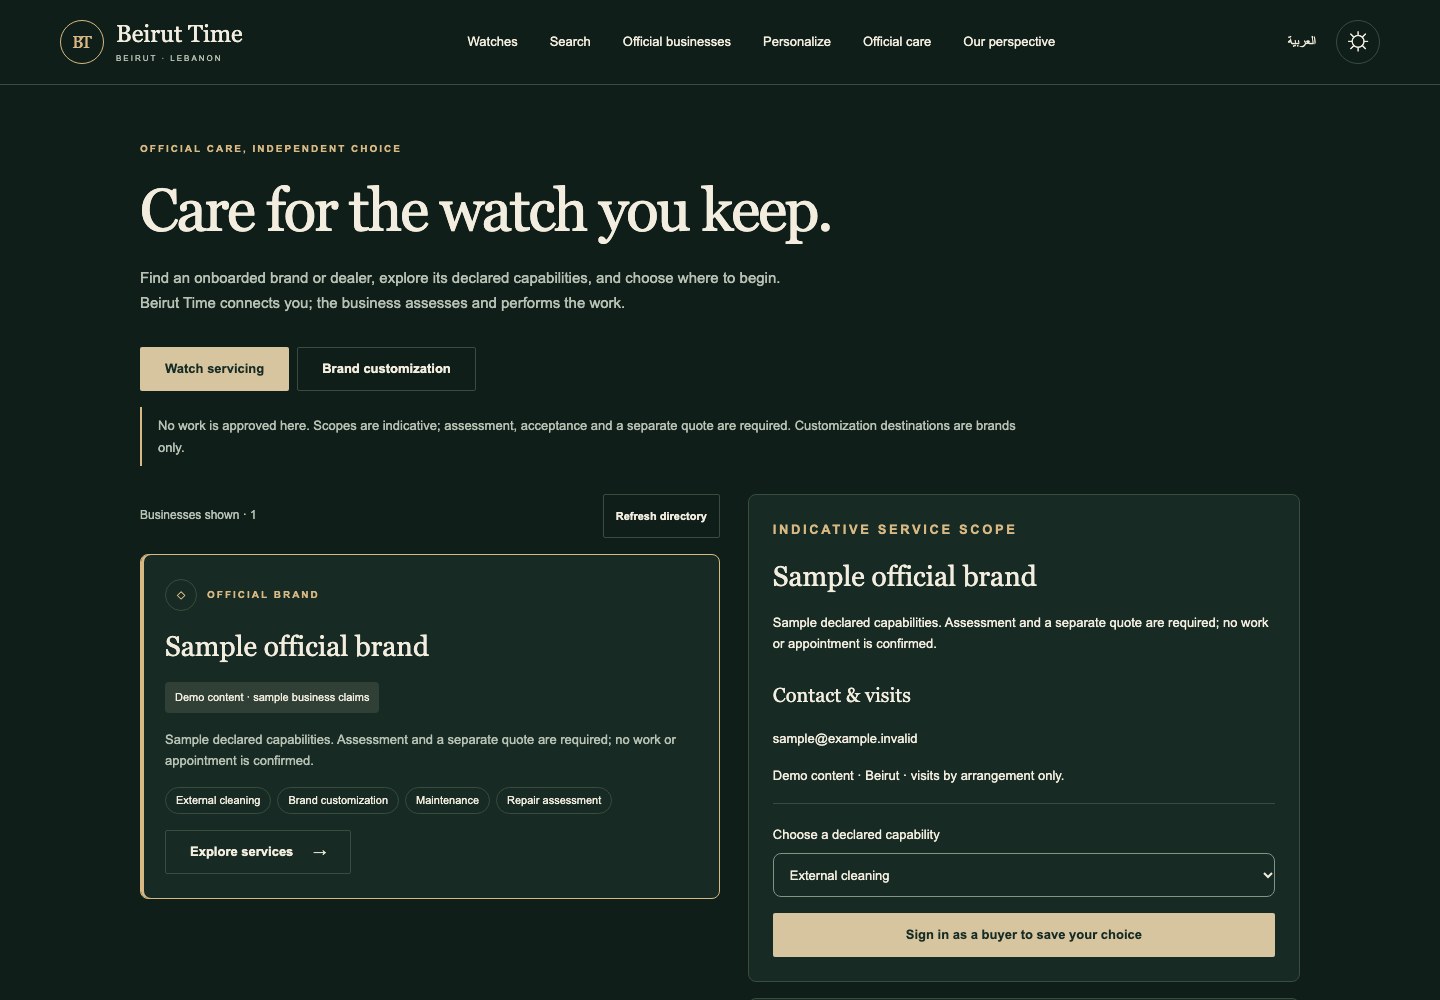 BT
Beirut Time
BEIRUT · LEBANON
Watches
Search
Official businesses
Personalize
Official care
Our perspective
العربية
OFFICIAL CARE, INDEPENDENT CHOICE
Care for the watch you keep.
Find an onboarded brand or dealer, explore its declared capabilities, and choose where to begin.
Beirut Time connects you; the business assesses and performs the work.
Watch servicing
Brand customization
No work is approved here. Scopes are indicative; assessment, acceptance and a separate quote are required. Customization destinations are brands
only.
Businesses shown · 1
Refresh directory
OFFICIAL BRAND
Sample official brand
Demo content · sample business claims
Sample declared capabilities. Assessment and a separate quote are required; no work or
appointment is confirmed.
External cleaning
Brand customization
Maintenance
Repair assessment
Explore services →
INDICATIVE SERVICE SCOPE
Sample official brand
Sample declared capabilities. Assessment and a separate quote are required; no work
or appointment is confirmed.
Contact & visits
sample@example.invalid
Demo content · Beirut · visits by arrangement only.
Choose a declared capability
External cleaning
Sign in as a buyer to save your choice